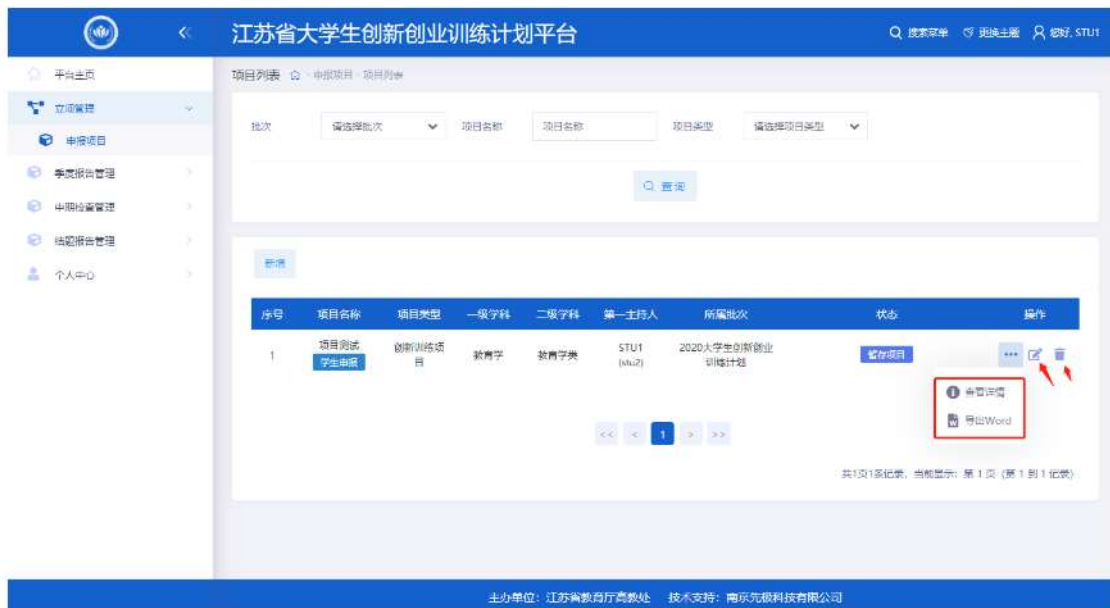 江苏省大学生创新创业训练计划平台
搜索菜单 更换主题 您好, STU1
平台主页
立项管理
申报项目
季度报告管理
中期检查管理
结题报告管理
个人中心
项目列表 申报项目 - 项目列表
批次 请选择批次 项目名称 项目名称 项目类型 请选择项目类型
查询
新增
序号 项目名称 项目类型 一级学科 二级学科 第一主持人 所属批次 状态 操作
1 项目测试 学生申报 创新训练项目 教育学 教育学类 STU1 (stu2) 2020大学生创新创业训练计划 暂存项目
查看详情
导出Word
<< < 1 > >>
共1页1条记录, 当前显示: 第 1 页 (第 1 到 1 记录)
主办单位: 江苏省教育厅高教处 技术支持: 南京先极科技有限公司